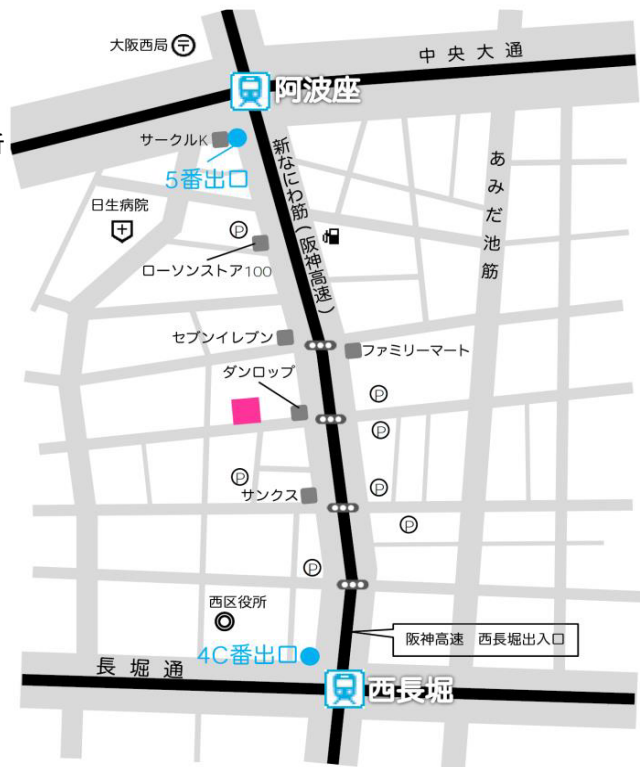 大阪西局
中央大通
阿波座
サークルK
5番出口
新なにわ筋(阪神高速)
あみだ池筋
日生病院
P
ローソンストア100
セブンイレブン
ファミリーマート
ダンロップ
P
P
P
サンクス
P
P
P
西区役所
4C番出口
阪神高速 西長堀出入口
長堀通
西長堀